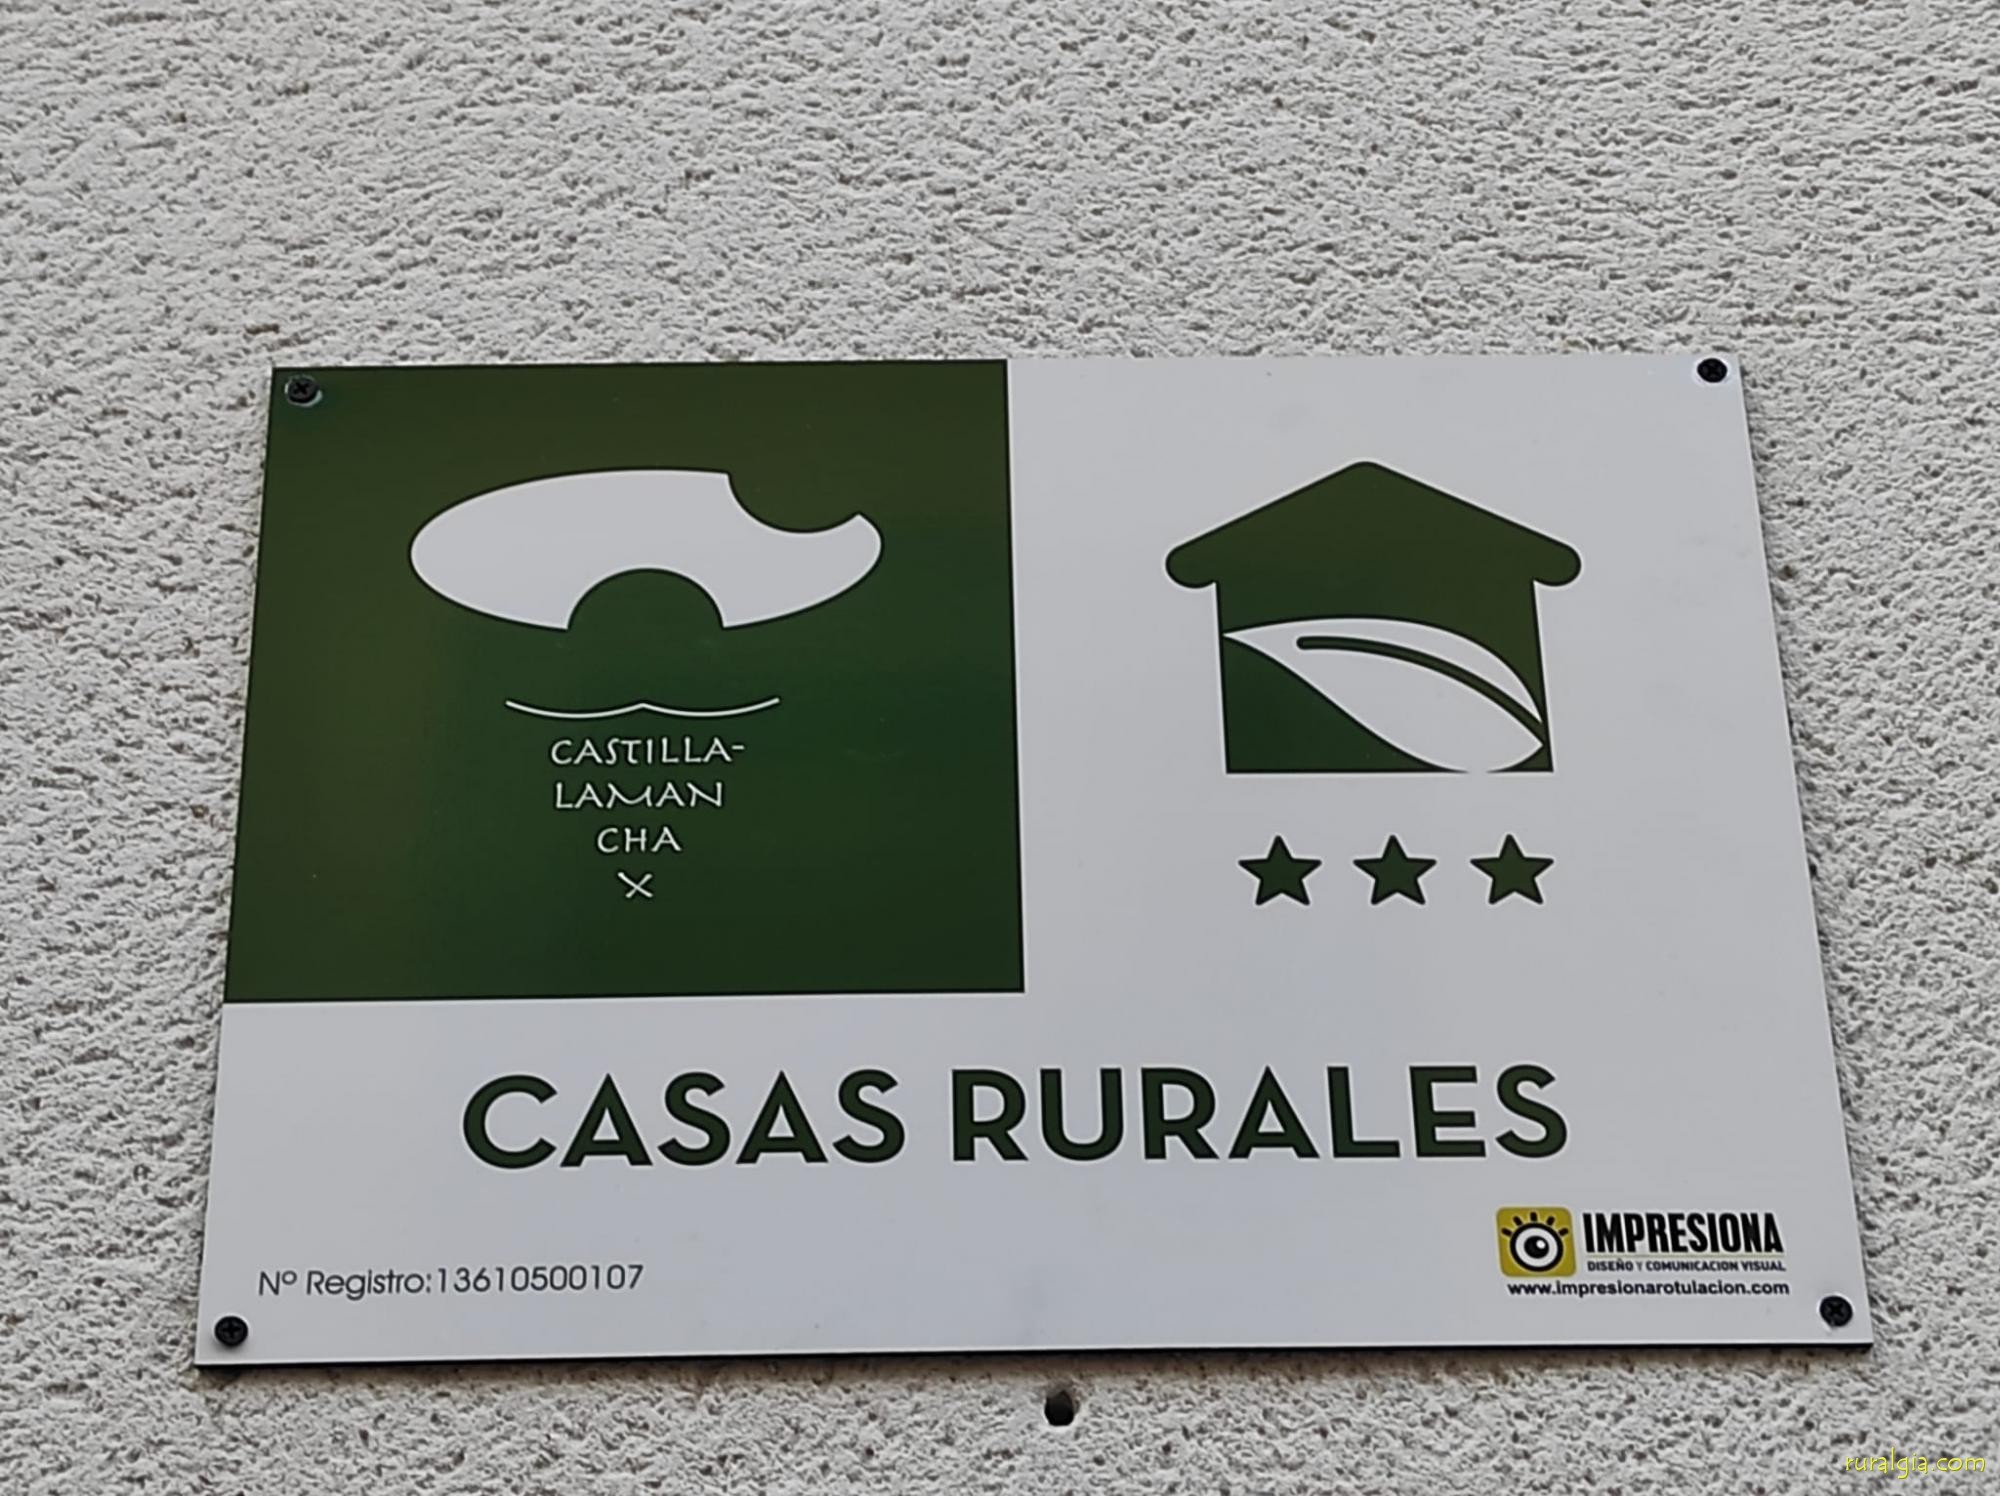 CASTILLA-
LAMAN
CHA
CASAS RURALES
Nº Registro:13610500107
IMPRESIONA
DISEÑO Y COMUNICACION VISUAL
www.impresionarotulacion.com
ruralgia.com